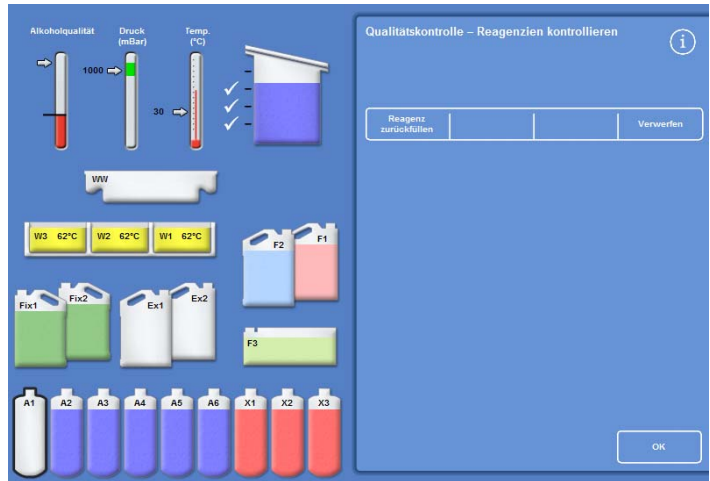 Alkoholqualität
Druck
(mBar)
Temp.
(°C)
1000
30
WW
W3 62°C
W2 62°C
W1 62°C
F2
F1
Fix1
Fix2
Ex1
Ex2
F3
A1
A2
A3
A4
A5
A6
X1
X2
X3
Qualitätskontrolle – Reagenzien kontrollieren
i
Reagenz
zurückfüllen
Verwerfen
OK